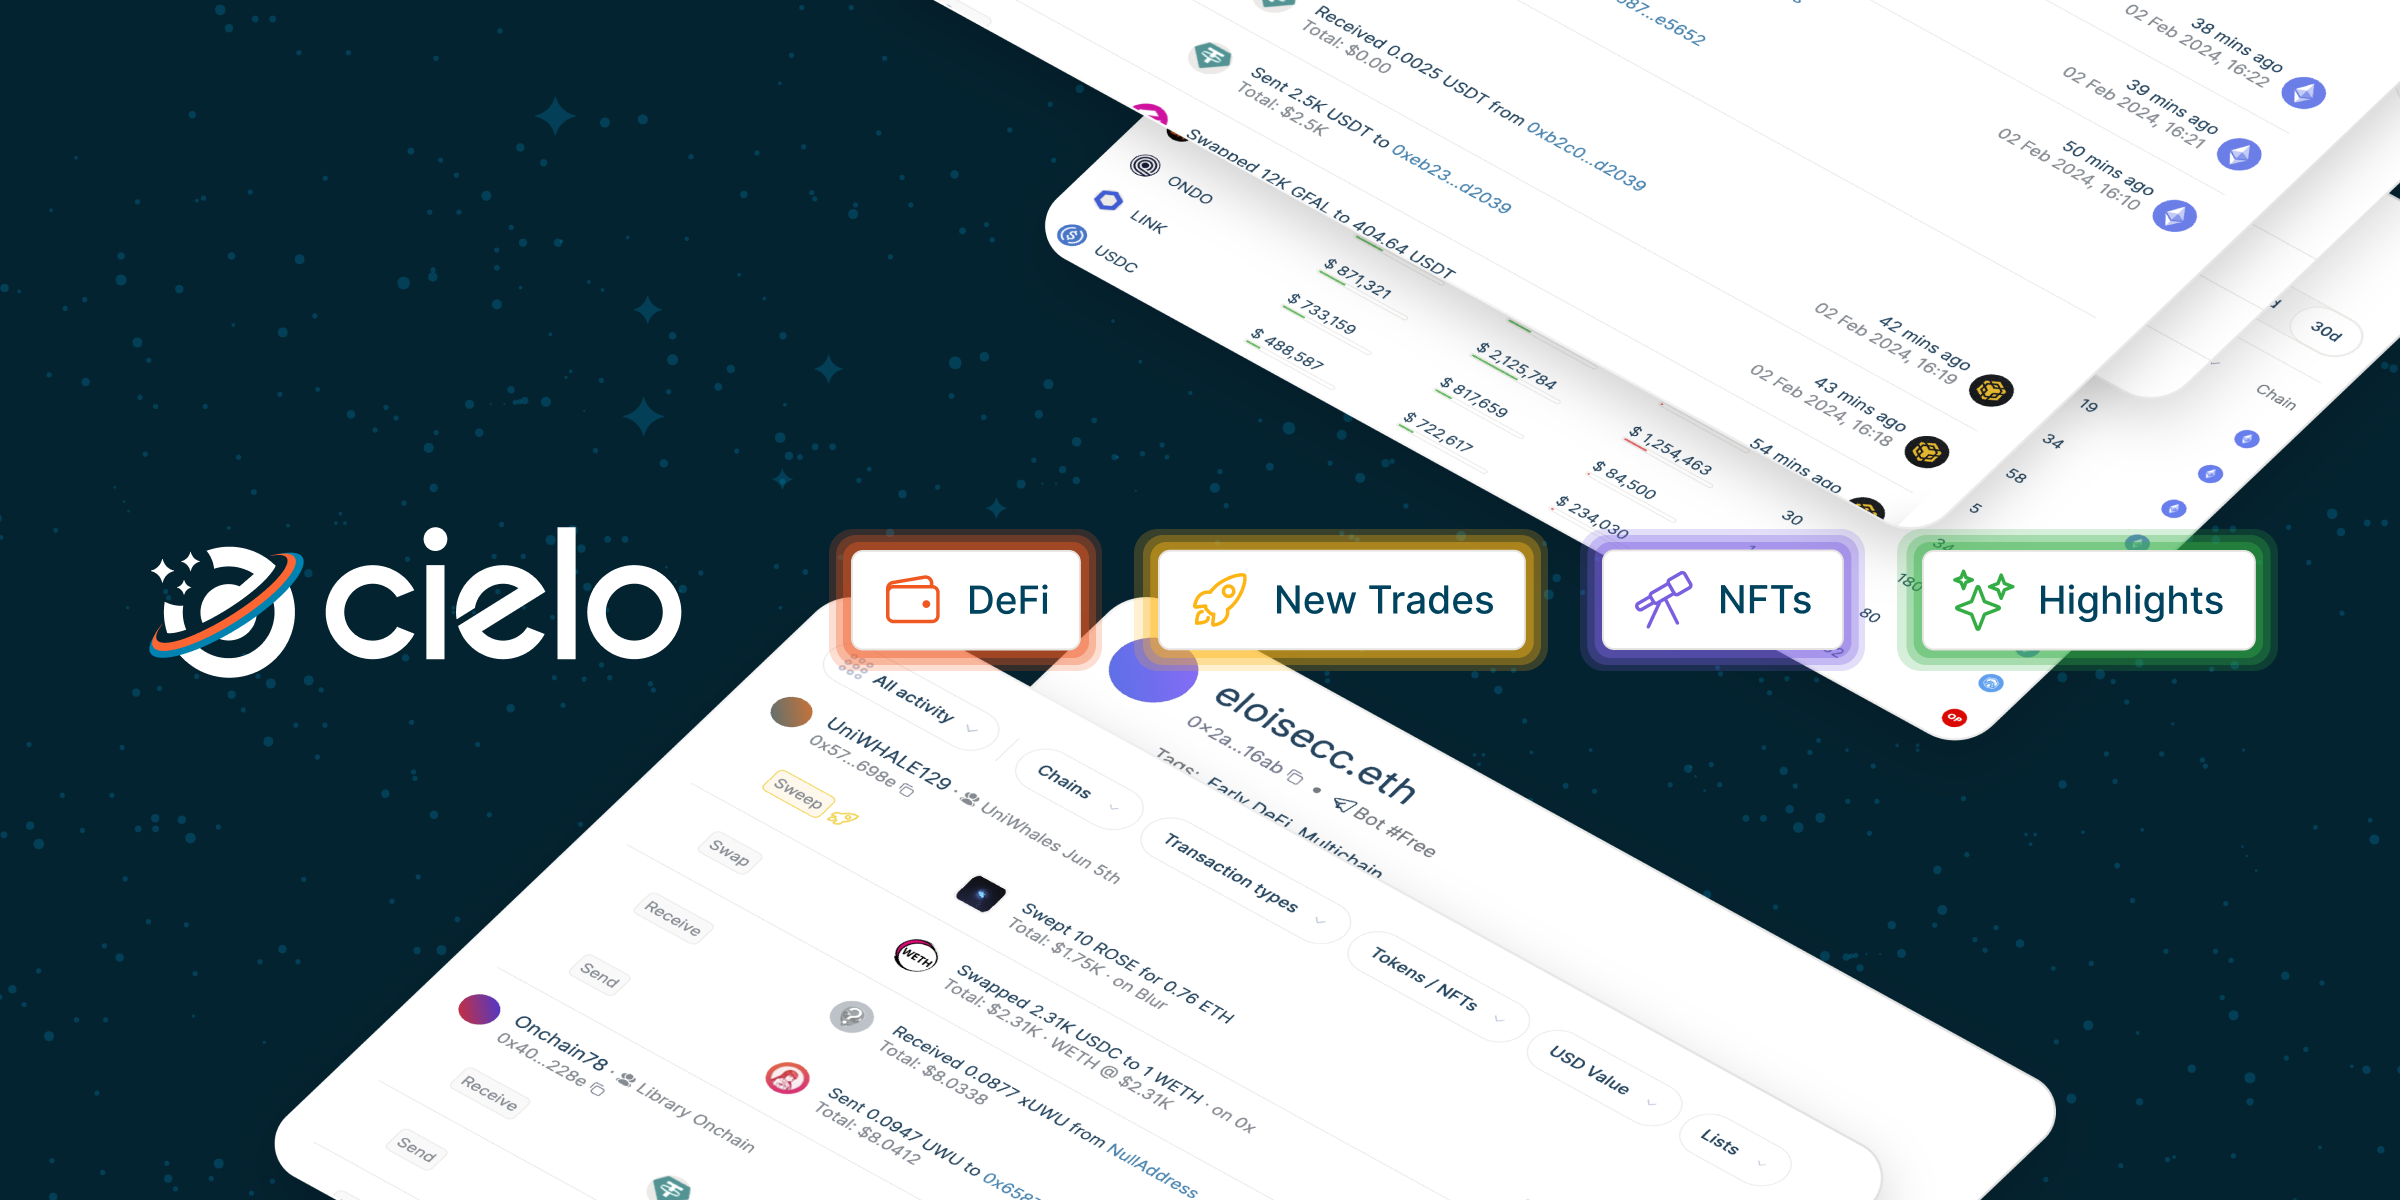 87...e5652
Received 0.0025 USDT from 0xb2c0...d2039
Total: $0.00
Sent 2.5K USDT to 0xeb23...d2039
Total: $2.5K
Swapped 12K GFAL to 404.64 USDT
38 mins ago
02 Feb 2024, 16:22
39 mins ago
02 Feb 2024, 16:21
50 mins ago
02 Feb 2024, 16:10
42 mins ago
02 Feb 2024, 16:19
43 mins ago
02 Feb 2024, 16:18
54 mins ago
ONDO
LINK
USDC
$ 871,321
$ 733,159
$ 488,587
$ 2,125,784
$ 817,659
$ 722,617
$ 1,254,463
$ 84,500
$ 234,030
30
30d
Chain
19
34
58
5
34
180
80
OP
cielo
DeFi
New Trades
NFTs
Highlights
All activity
Chains
Transaction types
Tokens / NFTs
USD Value
Lists
eloisecc.eth
0x2a...16ab
• Bot #Free
Tags: Early DeFi, Multichain
UniWHALE129 · UniWhales Jun 5th
0x57...698e
Sweep
Swept 10 ROSE for 0.76 ETH
Total: $1.75K · on Blur
Swap
WETH
Swapped 2.31K USDC to 1 WETH · on 0x
Total: $2.31K · WETH @ $2.31K
Receive
Received 0.0877 xUWU from NullAddress
Total: $8.0338
Send
Sent 0.0947 UWU to 0x658
Total: $8.0412
Onchain78 · Library Onchain
0x40...228e
Receive
Send